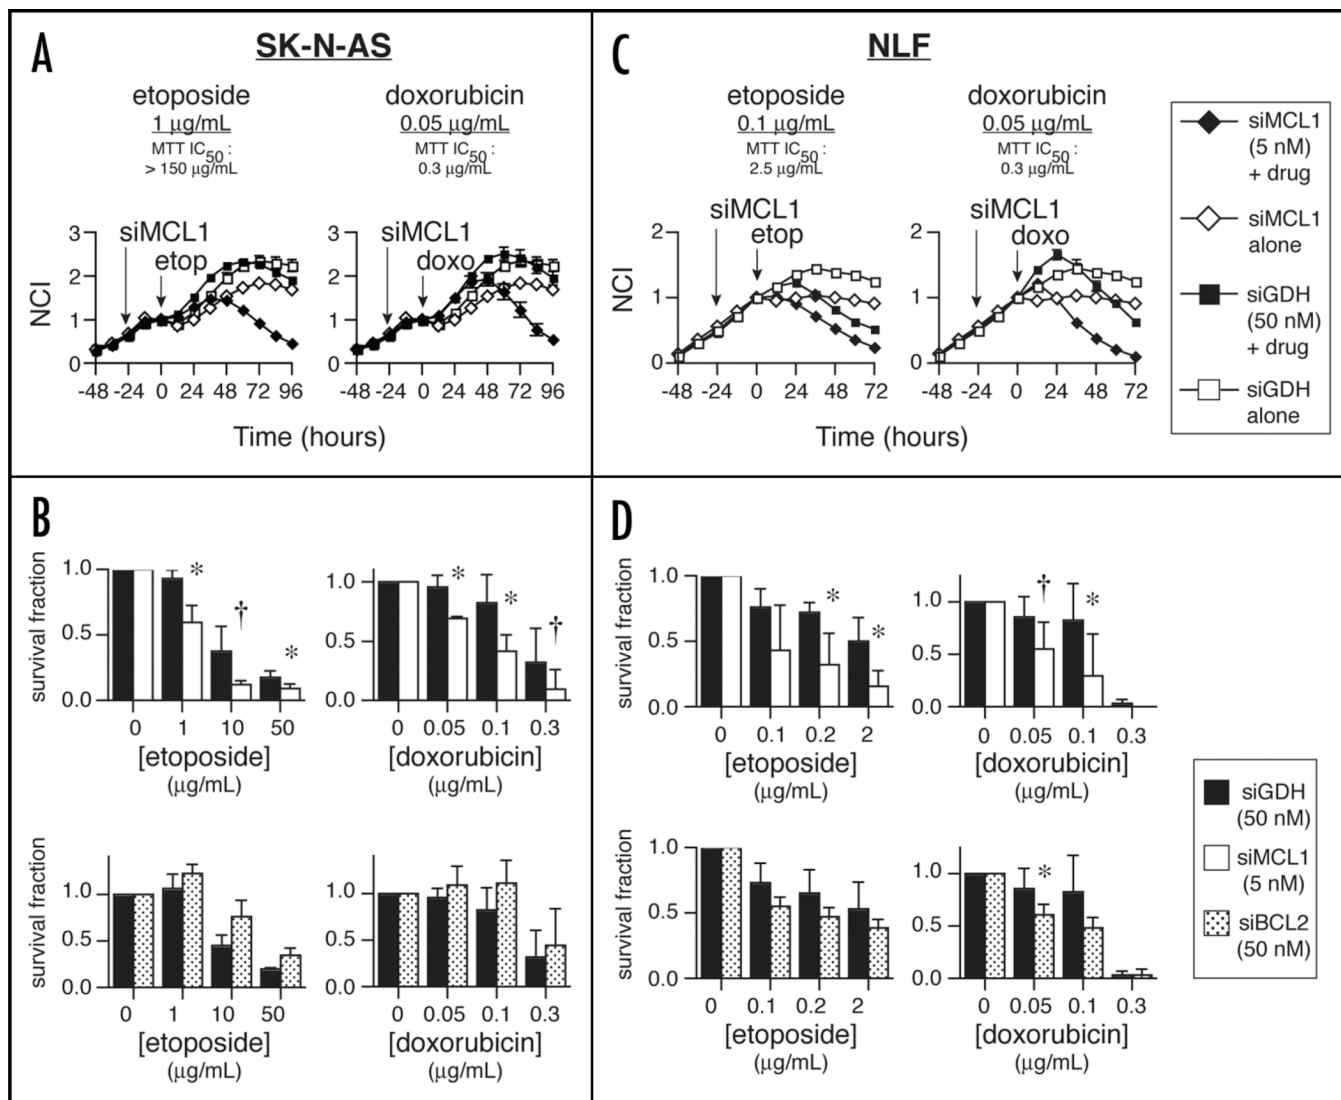 A
SK-N-AS
etoposide
1 μg/mL
MTT IC50 :
> 150 μg/mL
doxorubicin
0.05 μg/mL
MTT IC50 :
0.3 μg/mL
NCI
3
2
1
0
siMCL1
etop
-48 -24 0 24 48 72 96
3
2
1
0
siMCL1
doxo
-48 -24 0 24 48 72 96
Time (hours)
C
NLF
etoposide
0.1 μg/mL
MTT IC50 :
2.5 μg/mL
doxorubicin
0.05 μg/mL
MTT IC50 :
0.3 μg/mL
NCI
2
1
0
siMCL1
etop
-48 -24 0 24 48 72
2
1
0
siMCL1
doxo
-48 -24 0 24 48 72
Time (hours)
siMCL1
(5 nM)
+ drug
siMCL1
alone
siGDH
(50 nM)
+ drug
siGDH
alone
B
survival fraction
1.0
0.5
0.0
* † *
0 1 10 50
[etoposide]
(μg/mL)
1.0
0.5
0.0
* * †
0 0.05 0.1 0.3
[doxorubicin]
(μg/mL)
survival fraction
1.0
0.5
0.0
0 1 10 50
[etoposide]
(μg/mL)
1.0
0.5
0.0
0 0.05 0.1 0.3
[doxorubicin]
(μg/mL)
D
survival fraction
1.0
0.5
0.0
* *
0 0.1 0.2 2
[etoposide]
(μg/mL)
1.0
0.5
0.0
† *
0 0.05 0.1 0.3
[doxorubicin]
(μg/mL)
survival fraction
1.0
0.5
0.0
0 0.1 0.2 2
[etoposide]
(μg/mL)
1.0
0.5
0.0
*
0 0.05 0.1 0.3
[doxorubicin]
(μg/mL)
siGDH
(50 nM)
siMCL1
(5 nM)
siBCL2
(50 nM)